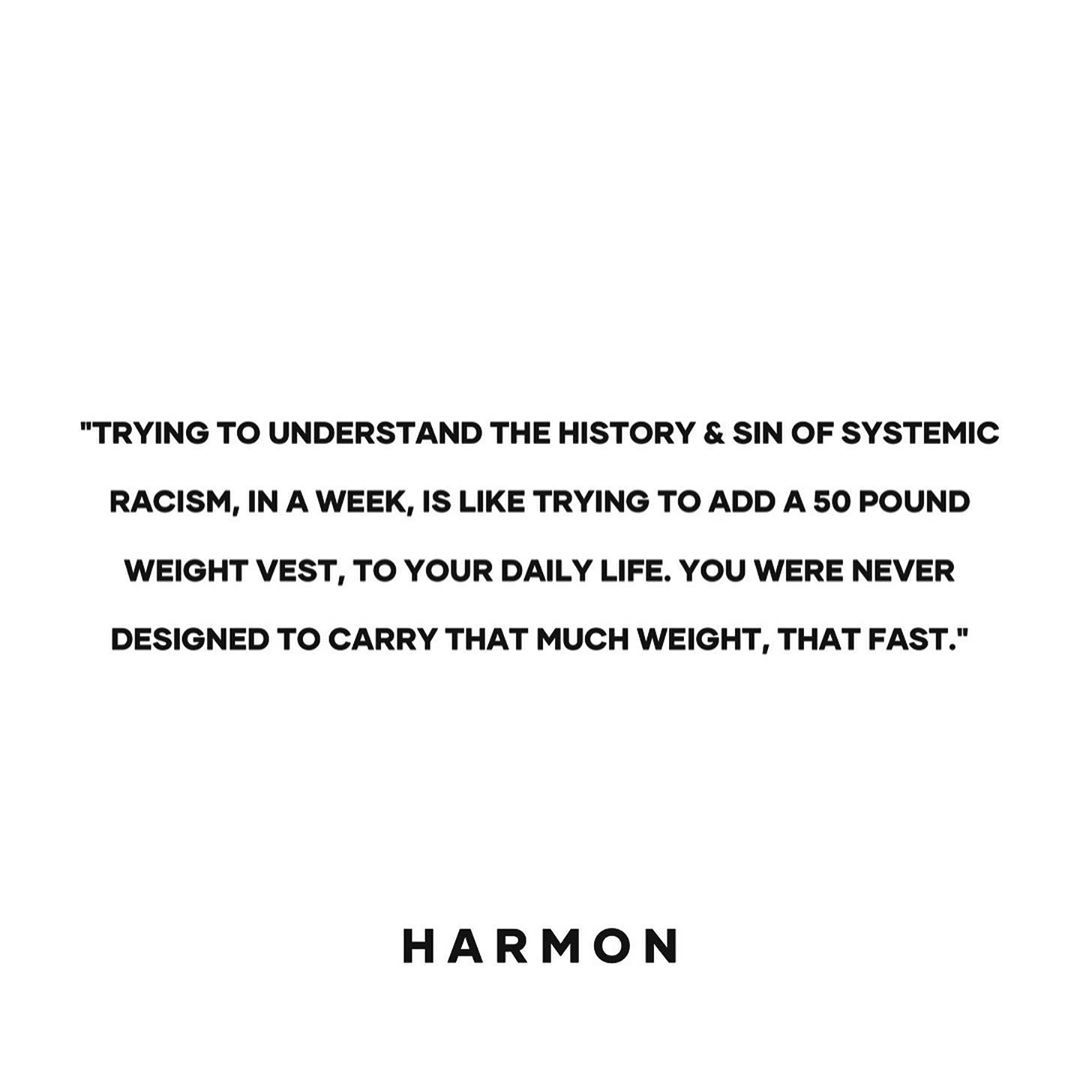 "TRYING TO UNDERSTAND THE HISTORY & SIN OF SYSTEMIC
RACISM, IN A WEEK, IS LIKE TRYING TO ADD A 50 POUND
WEIGHT VEST, TO YOUR DAILY LIFE. YOU WERE NEVER
DESIGNED TO CARRY THAT MUCH WEIGHT, THAT FAST."
HARMON